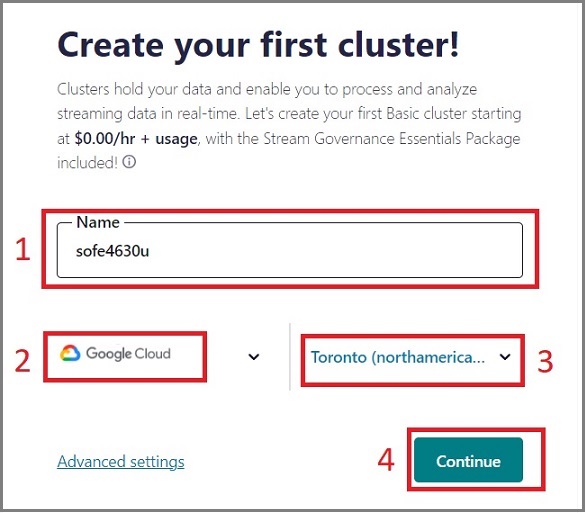 Create your first cluster!
Clusters hold your data and enable you to process and analyze
streaming data in real-time. Let's create your first Basic cluster starting
at $0.00/hr + usage, with the Stream Governance Essentials Package
included!
Name
1
sofe4630u
2
Google Cloud
Toronto (northamerica...
3
Advanced settings
4
Continue